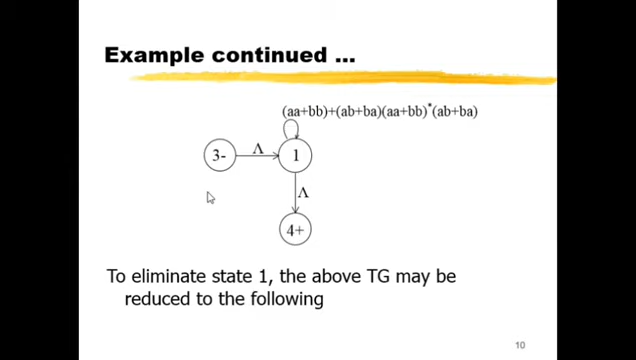 Example continued ...
(aa+bb)+(ab+ba)(aa+bb)*(ab+ba)
3- Λ 1
Λ
4+
To eliminate state 1, the above TG may be
reduced to the following
10